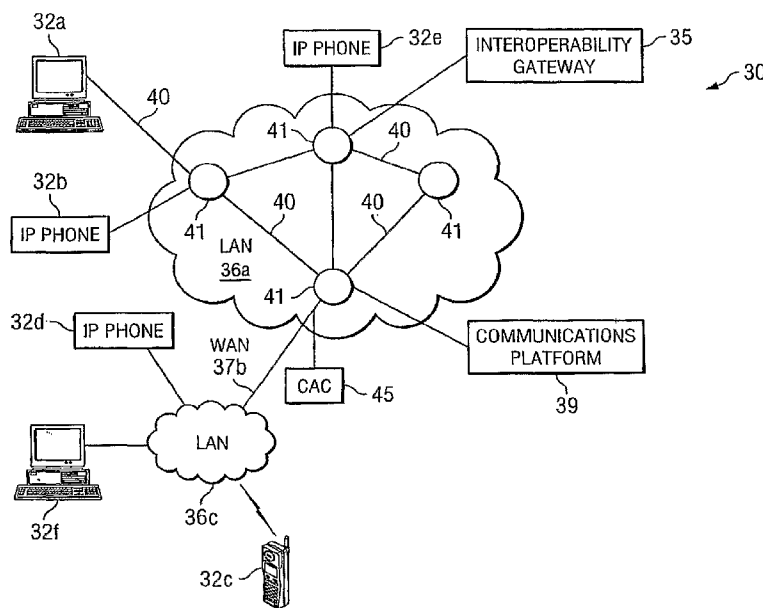 32a
IP PHONE
32e
INTEROPERABILITY
GATEWAY
35
30
40
41
40
32b
IP PHONE
41
40
40
41
LAN
36a
41
32d
IP PHONE
WAN
37b
CAC
45
COMMUNICATIONS
PLATFORM
39
LAN
32f
36c
32c